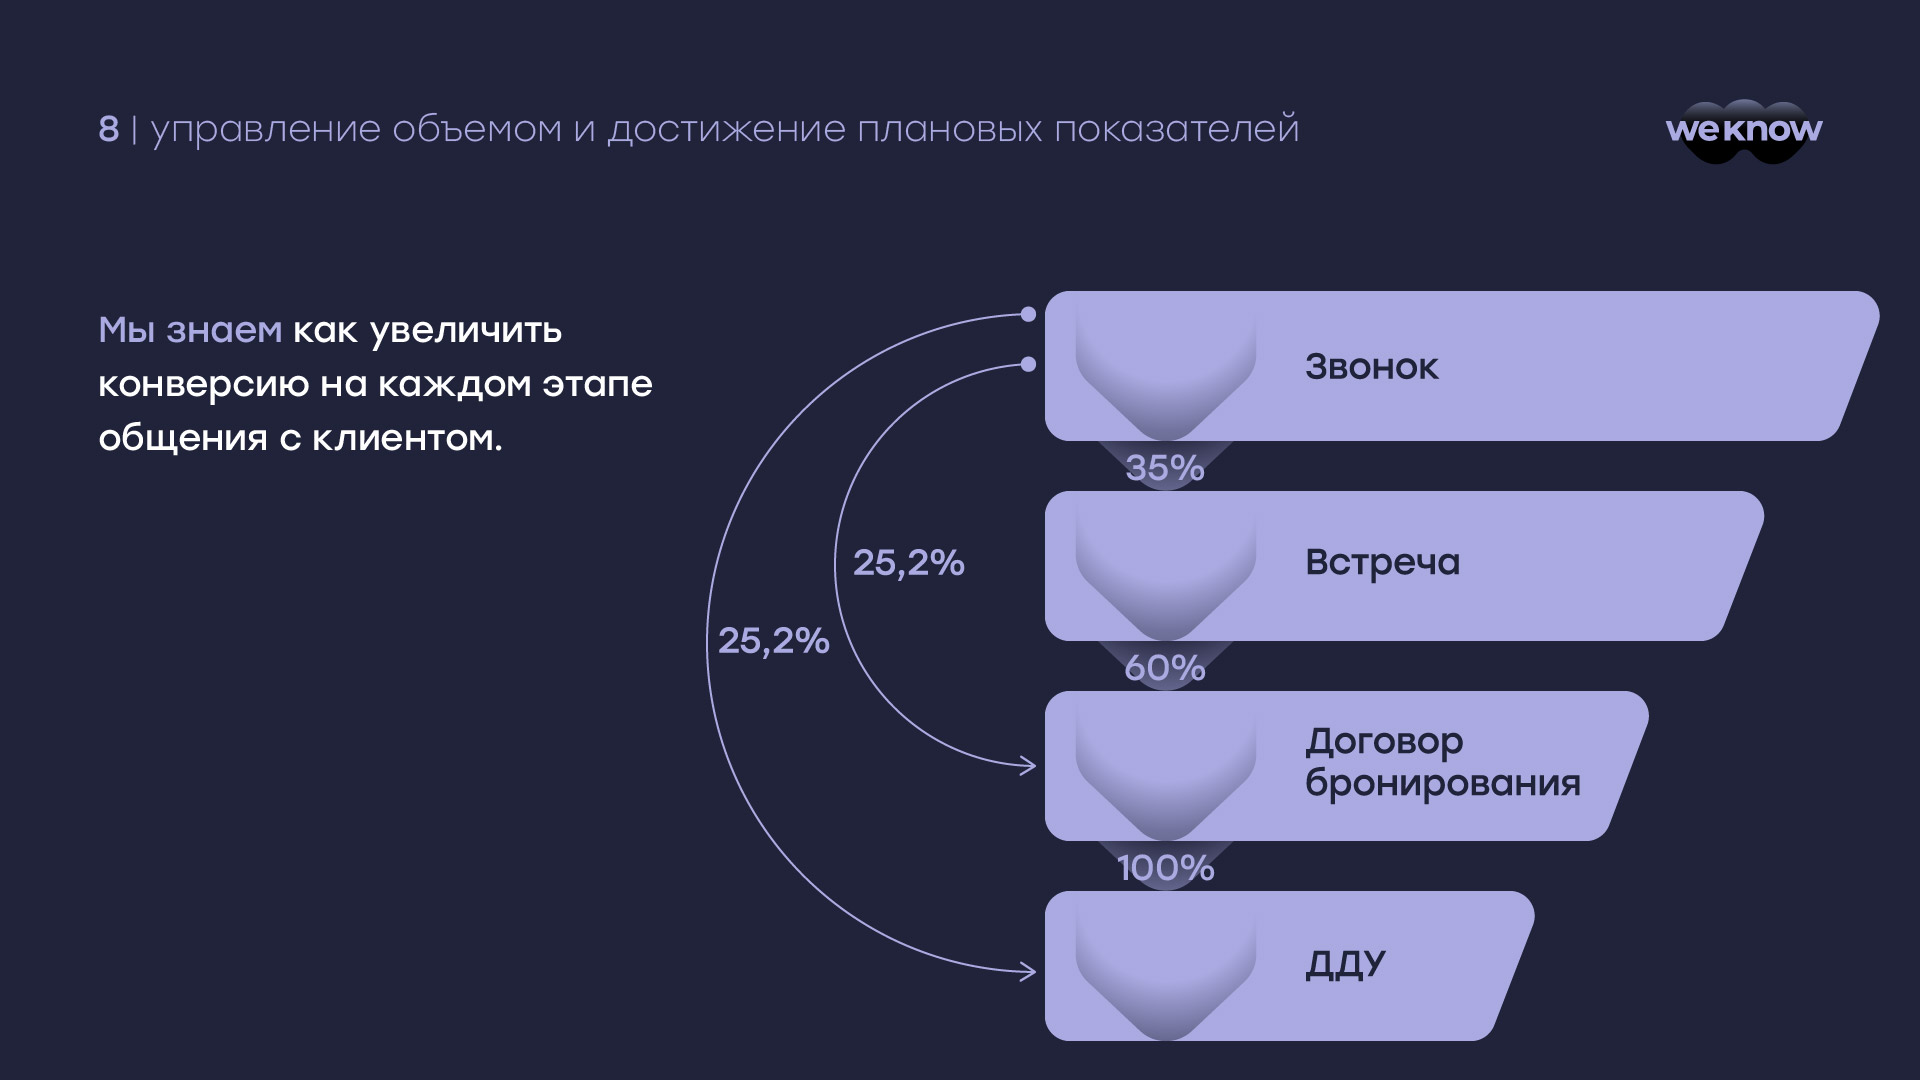 8 | управление объемом и достижение плановых показателей
weknow
Мы знаем как увеличить
конверсию на каждом этапе
общения с клиентом.
Звонок
35%
Встреча
25,2%
25,2%
60%
Договор
бронирования
100%
ДДУ